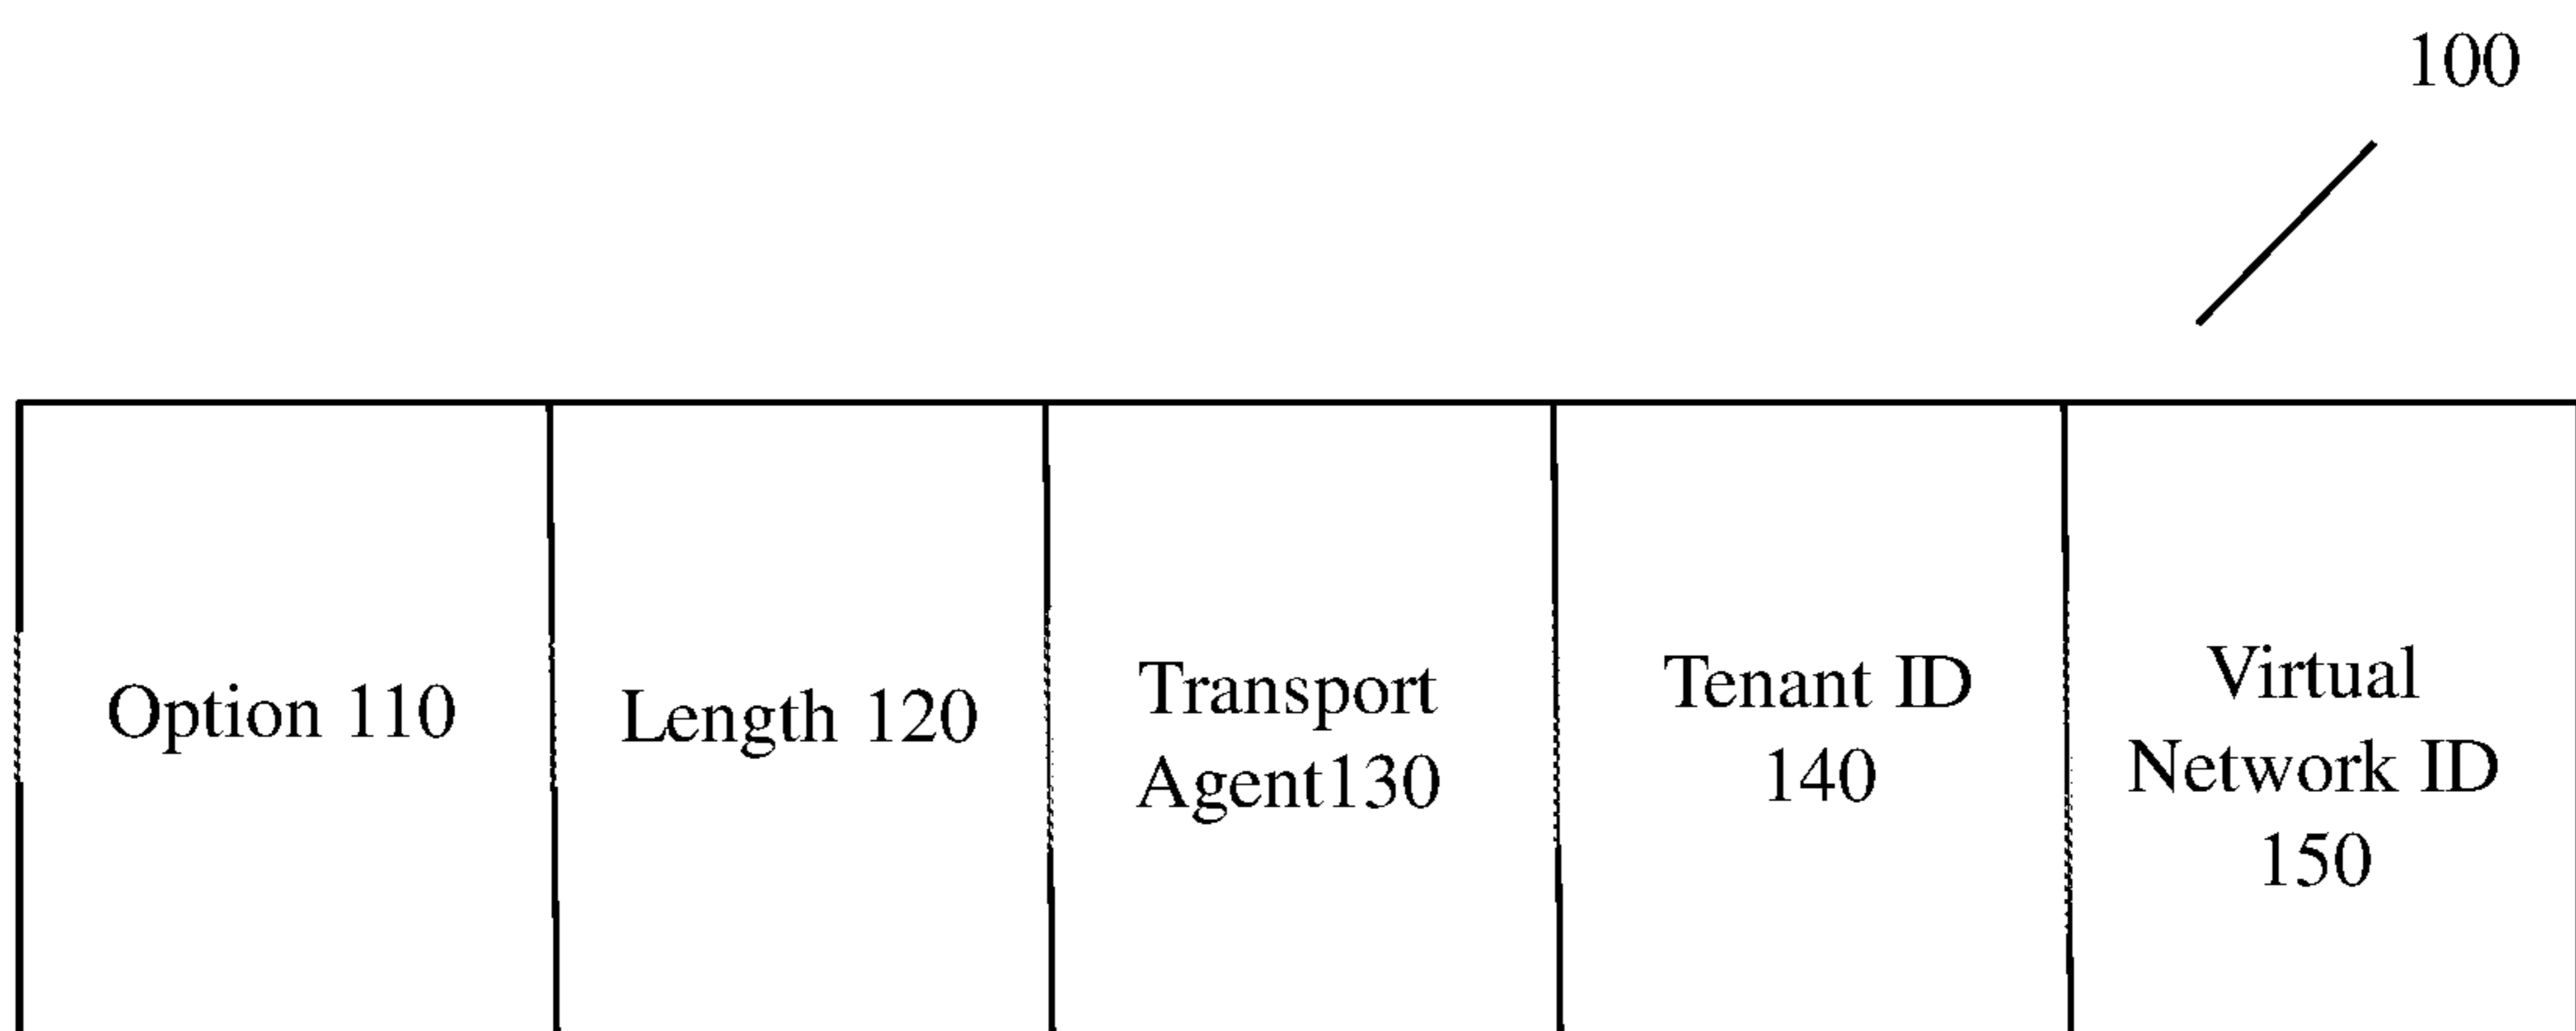 100
Option 110
Length 120
Transport
Agent130
Tenant ID
140
Virtual
Network ID
150